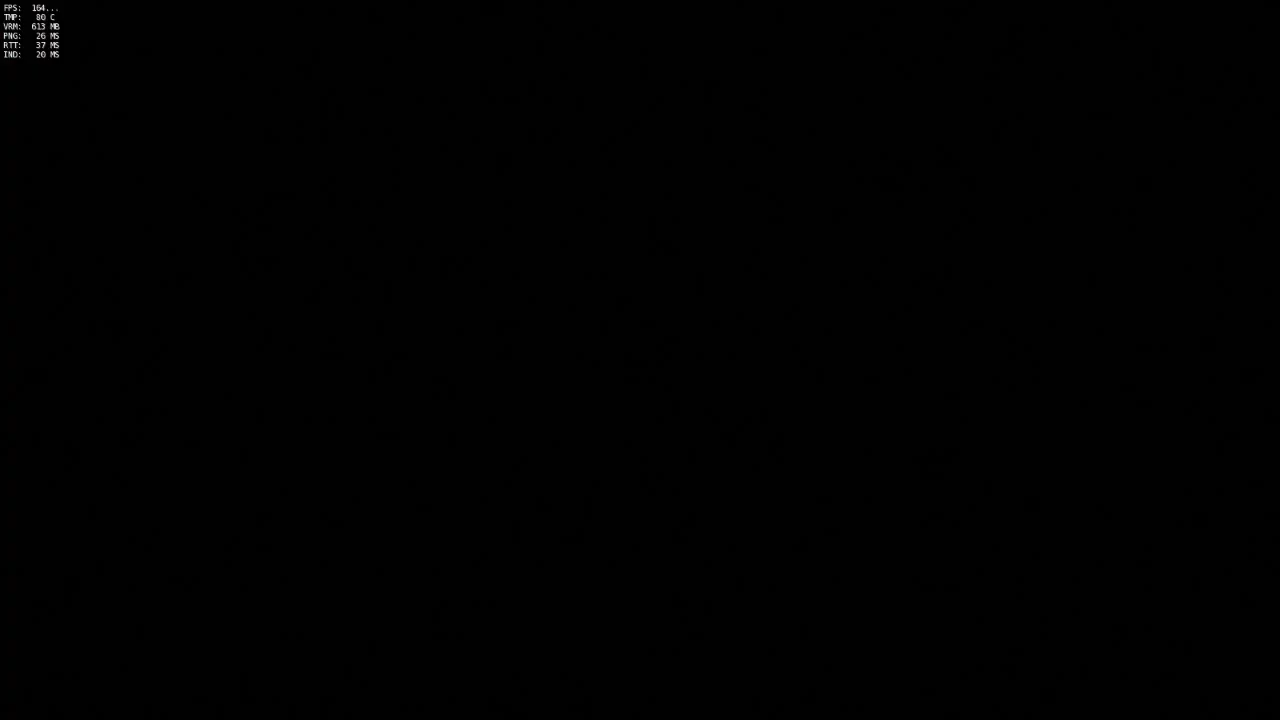 FPS: 164...
TMP: 80 C
VRM: 613 MB
PNG: 26 MS
RTT: 37 MS
IND: 20 MS